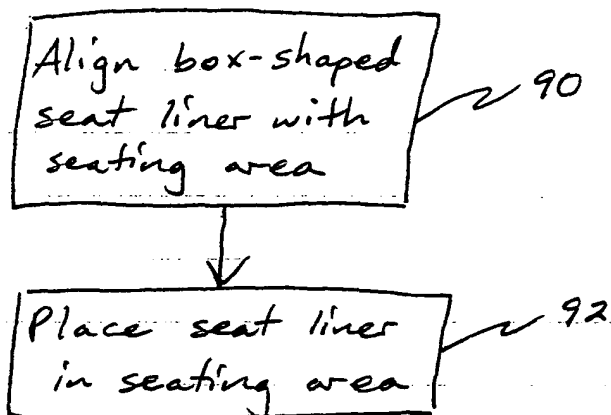 Align box-shaped
seat liner with
seating area
90
Place seat liner
in seating area
92